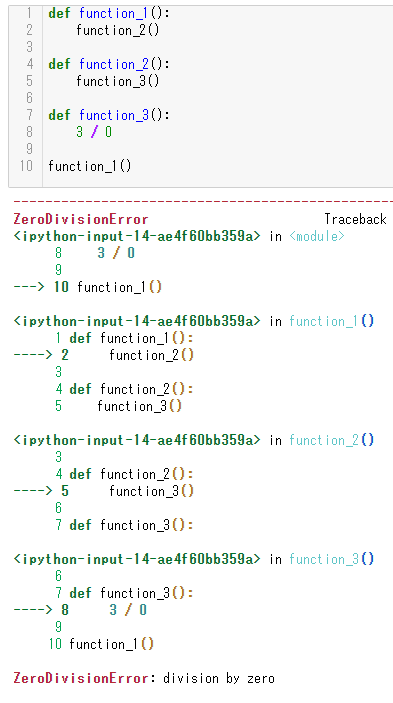 1 def function_1():
2     function_2()
3
4 def function_2():
5     function_3()
6
7 def function_3():
8     3 / 0
9
10 function_1()
---------------------------------------------------
ZeroDivisionError                         Traceback
<ipython-input-14-ae4f60bb359a> in <module>
      8     3 / 0
      9
---> 10 function_1()

<ipython-input-14-ae4f60bb359a> in function_1()
      1 def function_1():
----> 2     function_2()
      3
      4 def function_2():
      5     function_3()

<ipython-input-14-ae4f60bb359a> in function_2()
      3
      4 def function_2():
----> 5     function_3()
      6
      7 def function_3():

<ipython-input-14-ae4f60bb359a> in function_3()
      6
      7 def function_3():
----> 8     3 / 0
      9
     10 function_1()

ZeroDivisionError: division by zero